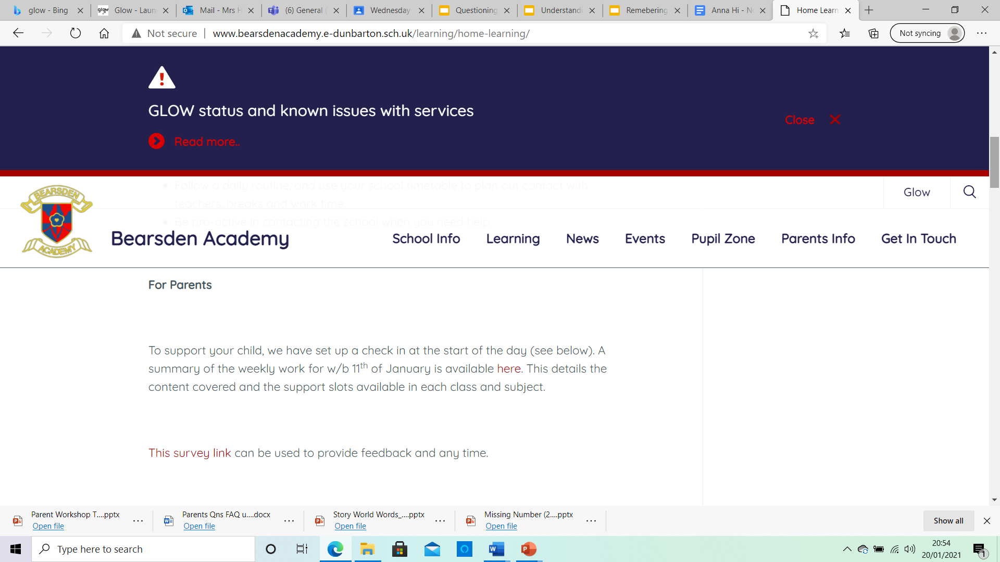 glow - Bing
Glow - Laun
Mail - Mrs H
(6) General (
Wednesday
Questioning
Understandi
Remebering
Anna Hi - No
Home Learn
Not secure | www.bearsdenacademy.e-dunbarton.sch.uk/learning/home-learning/
Not syncing
GLOW status and known issues with services
Close
Read more..
Follow a daily routine, and use your school timetable to plan out contact with
teachers, breaks and work time.
Be pro-active in contacting the school when you need help
Glow
BEARSDEN
ACADEMY
Bearsden Academy
School Info
Learning
News
Events
Pupil Zone
Parents Info
Get In Touch
For Parents
To support your child, we have set up a check in at the start of the day (see below). A
summary of the weekly work for w/b 11th of January is available here. This details the
content covered and the support slots available in each class and subject.
This survey link can be used to provide feedback and any time.
Parent Workshop T....pptx
Open file
Parents Qns FAQ u....docx
Open file
Story World Words_....pptx
Open file
Missing Number (2....pptx
Open file
Show all
Type here to search
20:54
20/01/2021
1